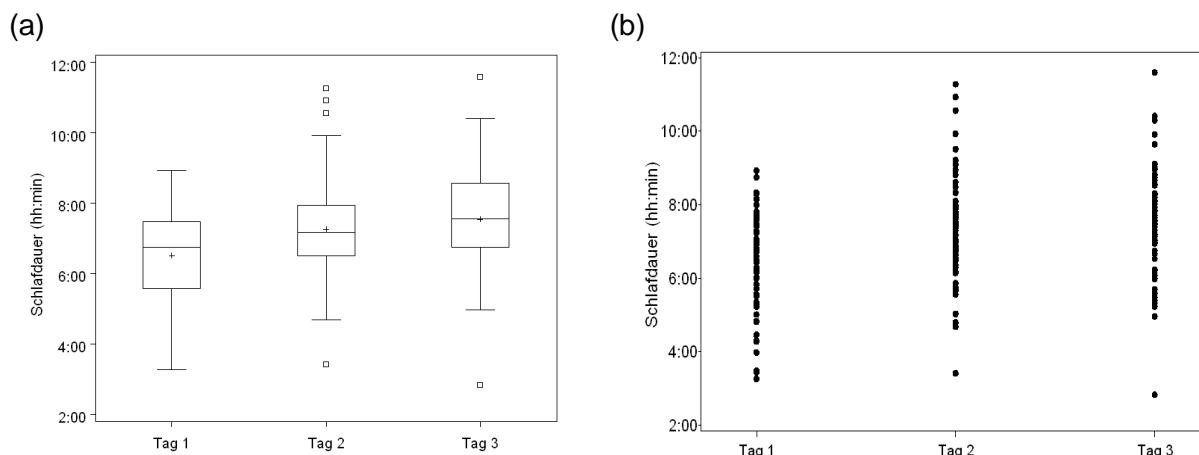 (a)
(b)
12:00
10:00
8:00
6:00
4:00
2:00
Schlafdauer (hh:min)
Tag 1
Tag 2
Tag 3
12:00
10:00
8:00
6:00
4:00
2:00
Schlafdauer (hh:min)
Tag 1
Tag 2
Tag 3